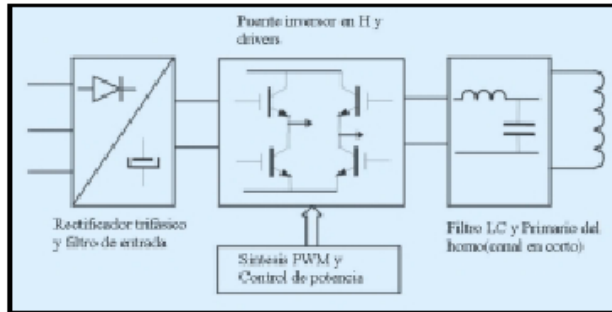 Puente inversor en H y
drivers
Rectificador trifásico
y filtro de entrada
Síntesis PWM y
Control de potencia
Filtro LC y Primario del
horno(canal en corto)